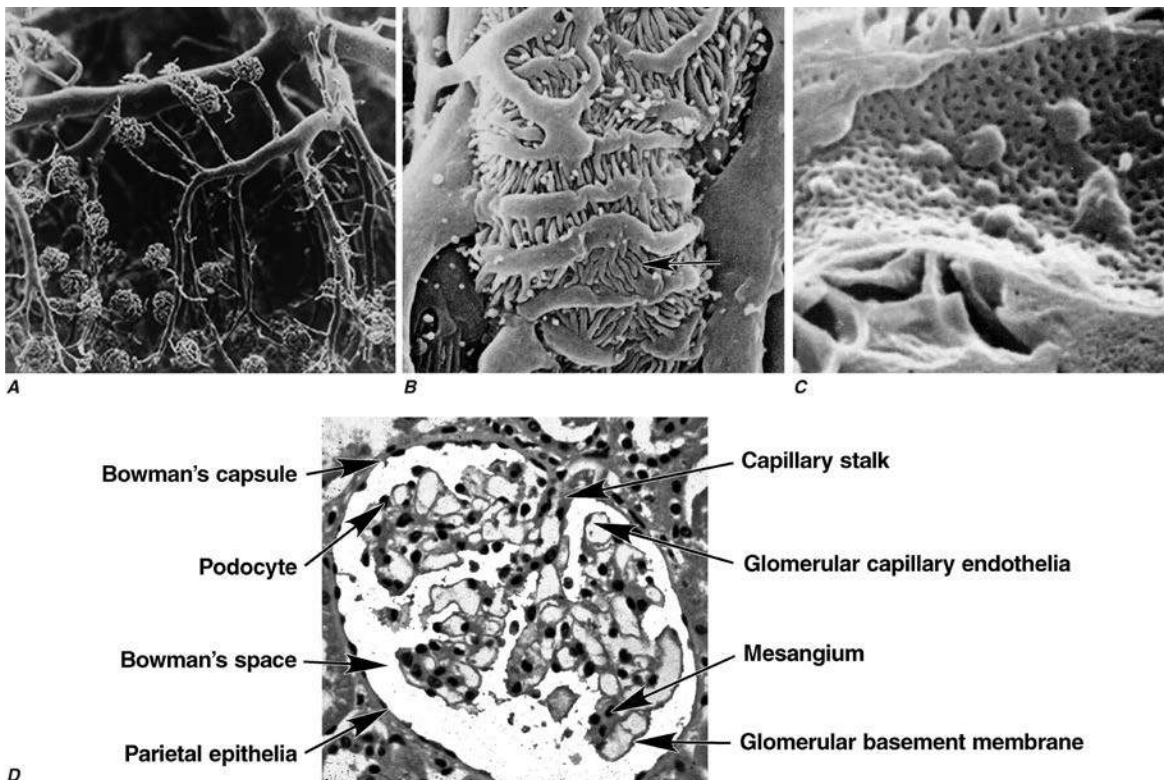 A
B
C
Bowman's capsule
Capillary stalk
Podocyte
Glomerular capillary endothelia
Bowman's space
Mesangium
Parietal epithelia
Glomerular basement membrane
D